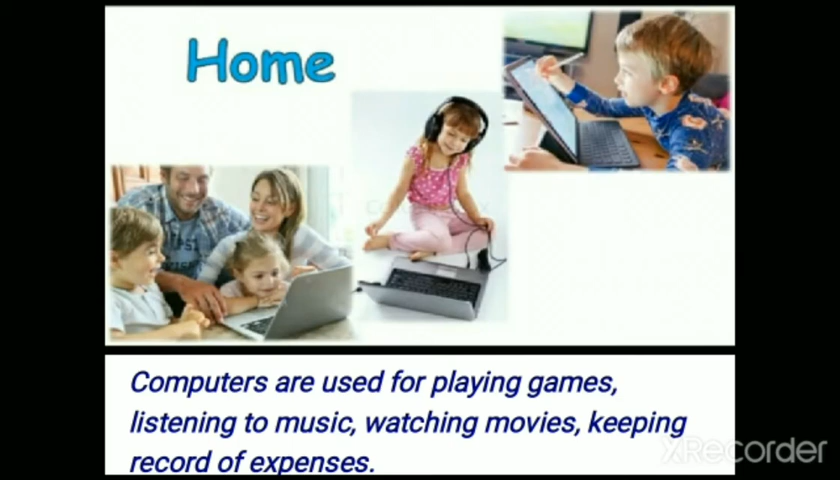 Home
Computers are used for playing games,
listening to music, watching movies, keeping
record of expenses.
XRecorder